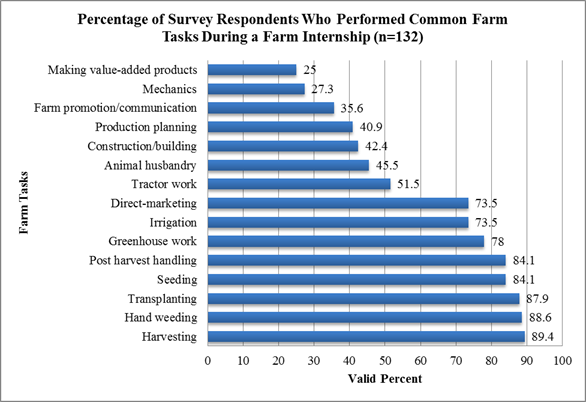 Percentage of Survey Respondents Who Performed Common Farm
Tasks During a Farm Internship (n=132)
Farm Tasks
Making value-added products 25
Mechanics 27.3
Farm promotion/communication 35.6
Production planning 40.9
Construction/building 42.4
Animal husbandry 45.5
Tractor work 51.5
Direct-marketing 73.5
Irrigation 73.5
Greenhouse work 78
Post harvest handling 84.1
Seeding 84.1
Transplanting 87.9
Hand weeding 88.6
Harvesting 89.4
0 10 20 30 40 50 60 70 80 90 100
Valid Percent